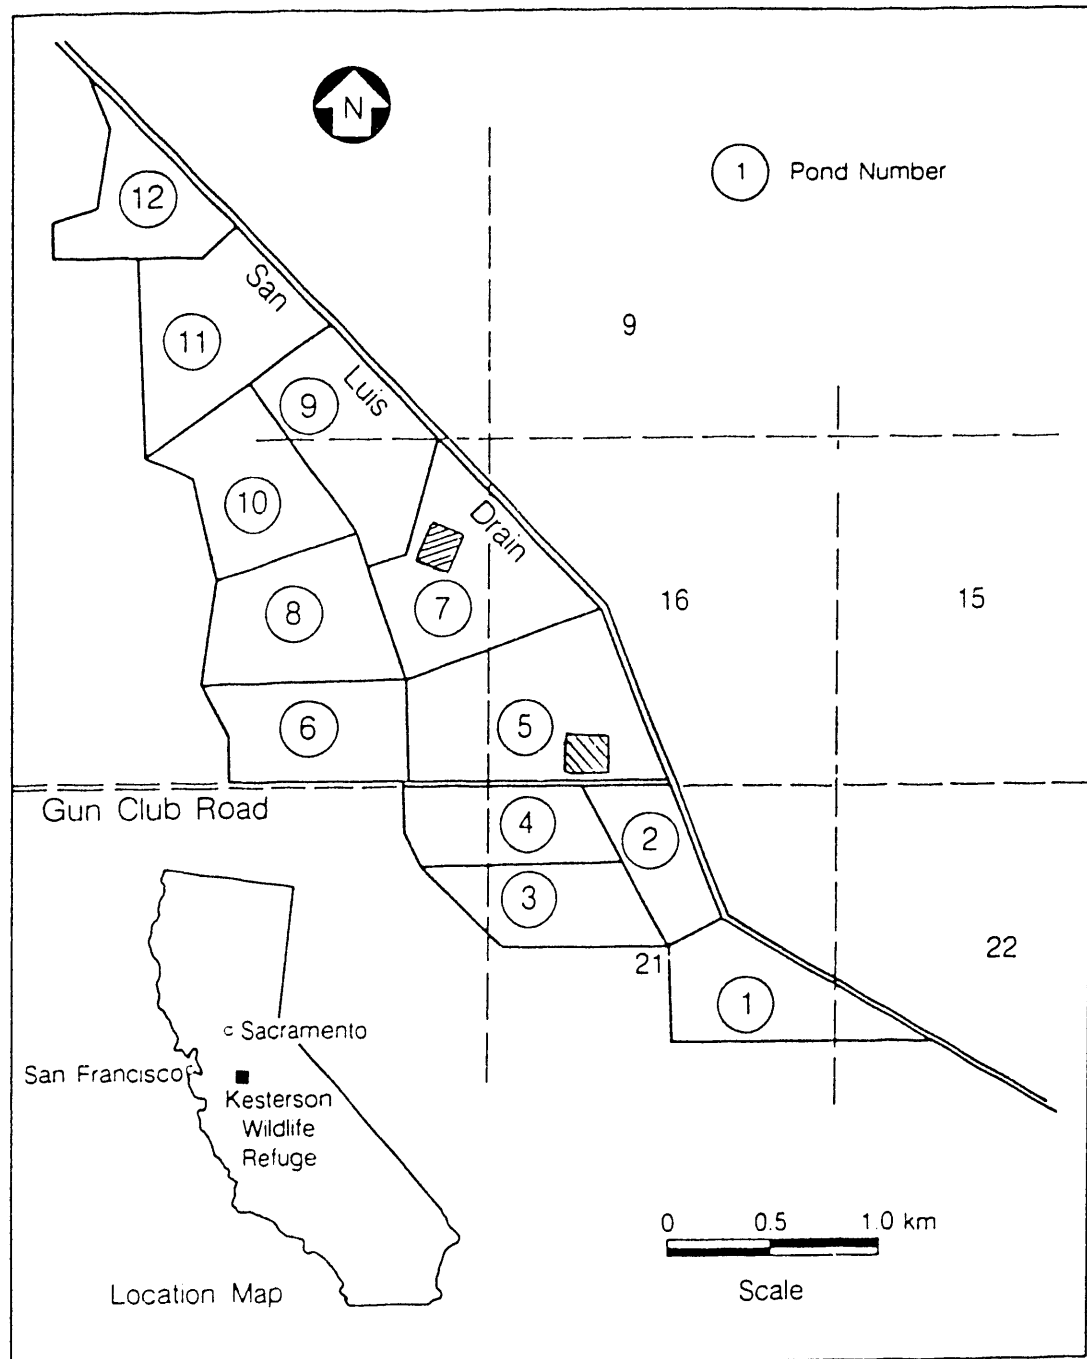 N
1 Pond Number
12
San
9
11
Luis
9
10
Drain
16
15
8
7
6
5
Gun Club Road
4
2
3
21
22
1
Sacramento
San Francisco
Kesterson
Wildlife
Refuge
0 0.5 1.0 km
Scale
Location Map